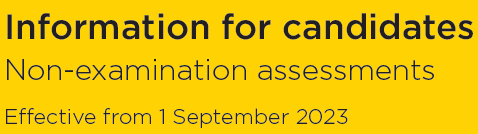 Information for candidates
Non-examination assessments
Effective from 1 September 2023